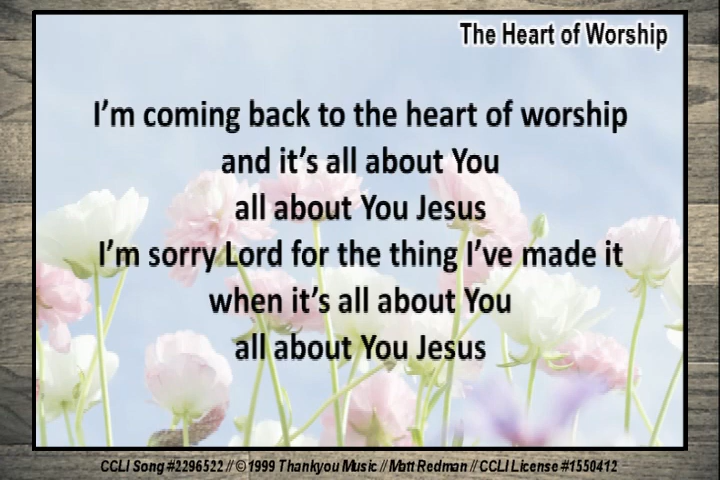 The Heart of Worship
I'm coming back to the heart of worship
and it's all about You
all about You Jesus
I'm sorry Lord for the thing I've made it
when it's all about You
all about You Jesus
CCLI Song #2296522 // ©1999 Thankyou Music // Matt Redman // CCLI License #1550412